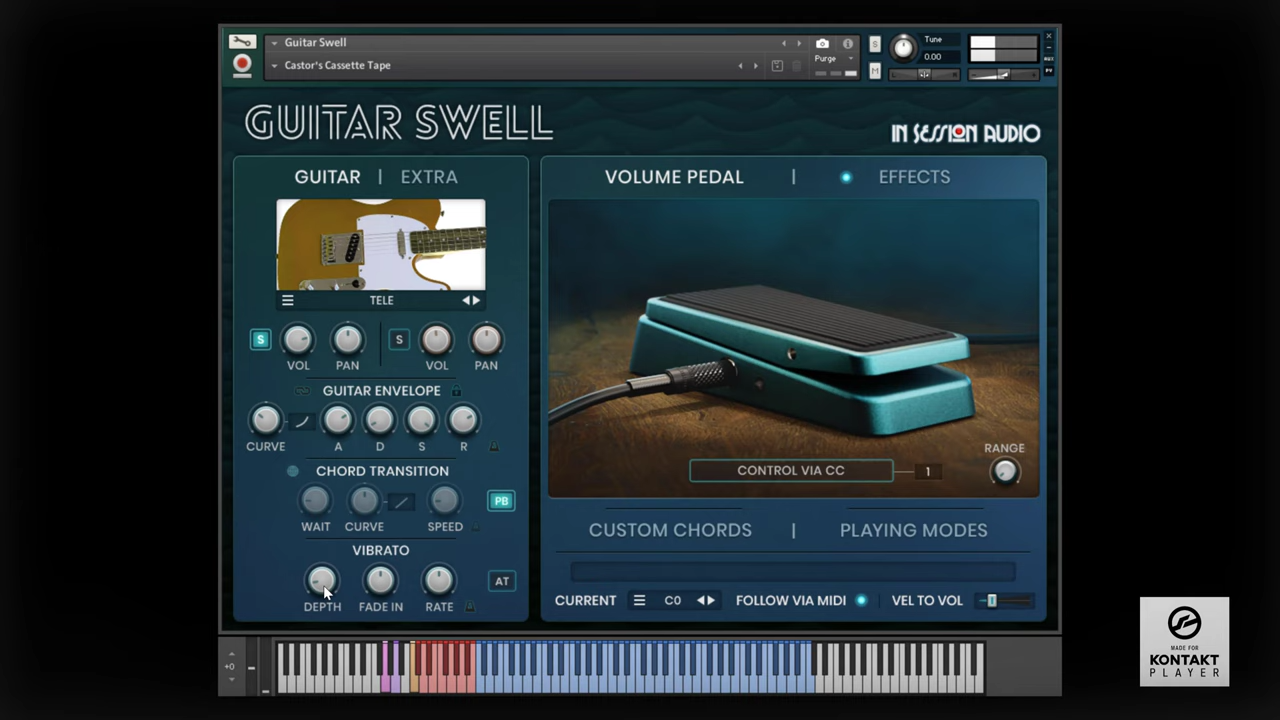 Guitar Swell
Castor's Cassette Tape
Purge
S
M
Tune
0.00
AUX
PV
GUITAR SWELL
IN SESSION AUDIO
GUITAR | EXTRA
TELE
S
VOL
PAN
S
VOL
PAN
GUITAR ENVELOPE
CURVE
A
D
S
R
CHORD TRANSITION
WAIT
CURVE
SPEED
PB
VIBRATO
DEPTH
FADE IN
RATE
AT
VOLUME PEDAL | EFFECTS
CONTROL VIA CC
1
RANGE
CUSTOM CHORDS | PLAYING MODES
CURRENT
C0
FOLLOW VIA MIDI
VEL TO VOL
+0
MADE FOR
KONTAKT
PLAYER